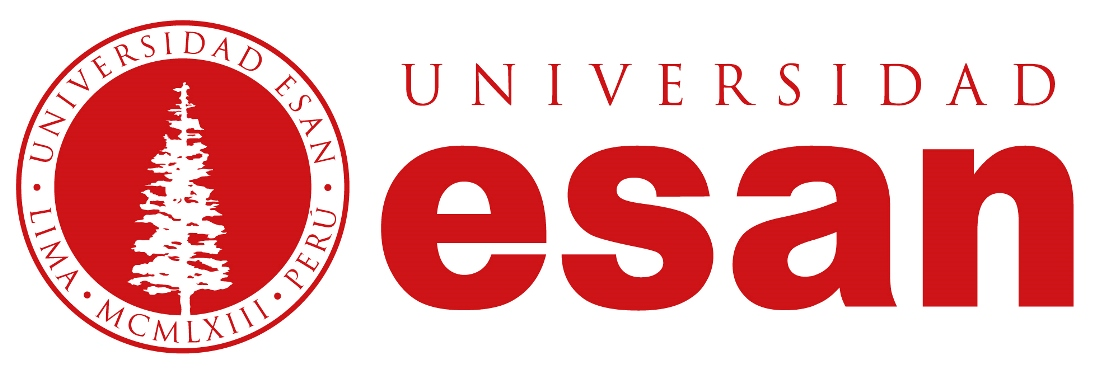 UNIVERSIDAD ESAN
LIMA • MCMLXIII • PERÚ
UNIVERSIDAD
esan